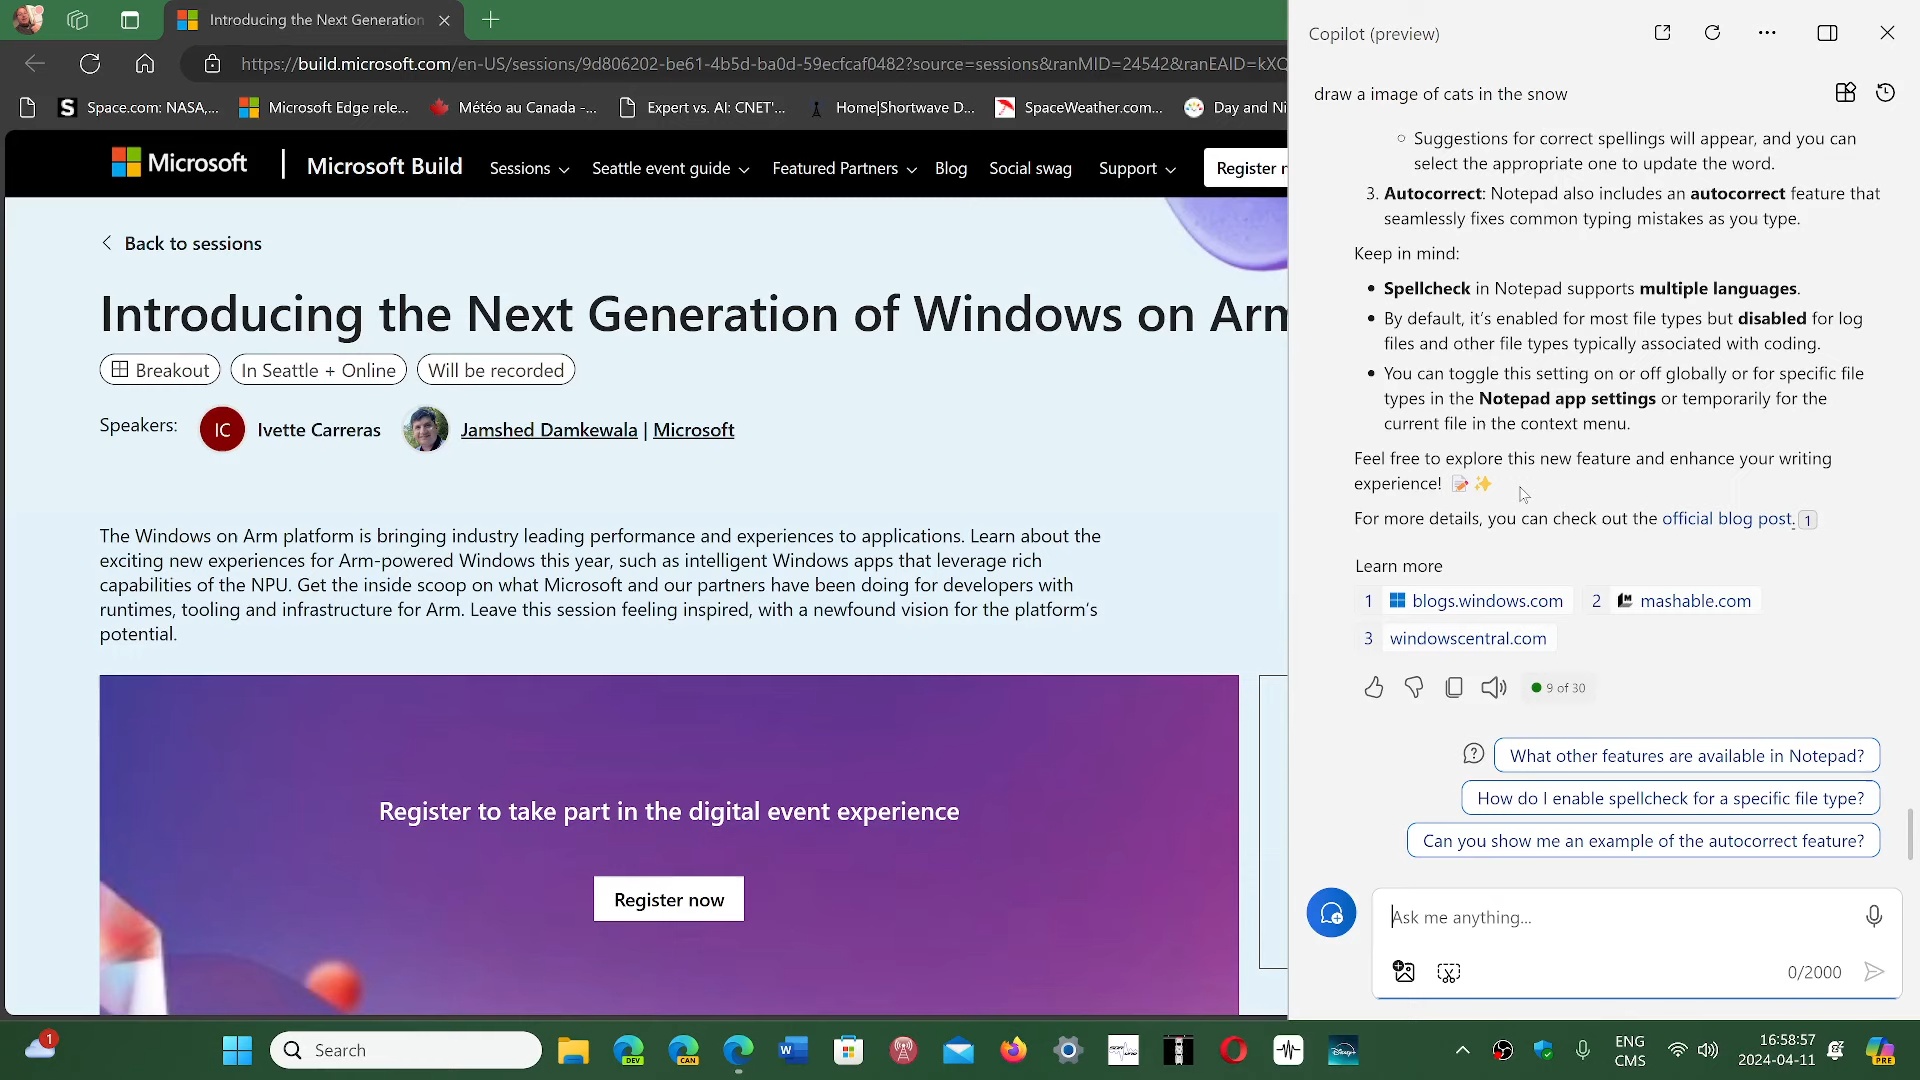 Introducing the Next Generation
https://build.microsoft.com/en-US/sessions/9d806202-be61-4b5d-ba0d-59ecfcaf0482?source=sessions&ranMID=24542&ranEAID=kXQ
Space.com: NASA,...
Microsoft Edge rele...
Météo au Canada -...
Expert vs. AI: CNET'...
Home|Shortwave D...
SpaceWeather.com...
Day and Ni
Microsoft
Microsoft Build
Sessions
Seattle event guide
Featured Partners
Blog
Social swag
Support
Register n
Back to sessions
Introducing the Next Generation of Windows on Arm
Breakout
In Seattle + Online
Will be recorded
Speakers:
IC
Ivette Carreras
Jamshed Damkewala | Microsoft
The Windows on Arm platform is bringing industry leading performance and experiences to applications. Learn about the
exciting new experiences for Arm-powered Windows this year, such as intelligent Windows apps that leverage rich
capabilities of the NPU. Get the inside scoop on what Microsoft and our partners have been doing for developers with
runtimes, tooling and infrastructure for Arm. Leave this session feeling inspired, with a newfound vision for the platform's
potential.
Register to take part in the digital event experience
Register now
Copilot (preview)
draw a image of cats in the snow
Suggestions for correct spellings will appear, and you can
select the appropriate one to update the word.
3. Autocorrect: Notepad also includes an autocorrect feature that
seamlessly fixes common typing mistakes as you type.
Keep in mind:
Spellcheck in Notepad supports multiple languages.
By default, it's enabled for most file types but disabled for log
files and other file types typically associated with coding.
You can toggle this setting on or off globally or for specific file
types in the Notepad app settings or temporarily for the
current file in the context menu.
Feel free to explore this new feature and enhance your writing
experience! 📝✨
For more details, you can check out the official blog post. 1
Learn more
1 blogs.windows.com 2 mashable.com
3 windowscentral.com
9 of 30
What other features are available in Notepad?
How do I enable spellcheck for a specific file type?
Can you show me an example of the autocorrect feature?
Ask me anything...
0/2000
1
Search
DEV
CAN
Disney+
ENG
CMS
16:58:57
2024-04-11
PRE